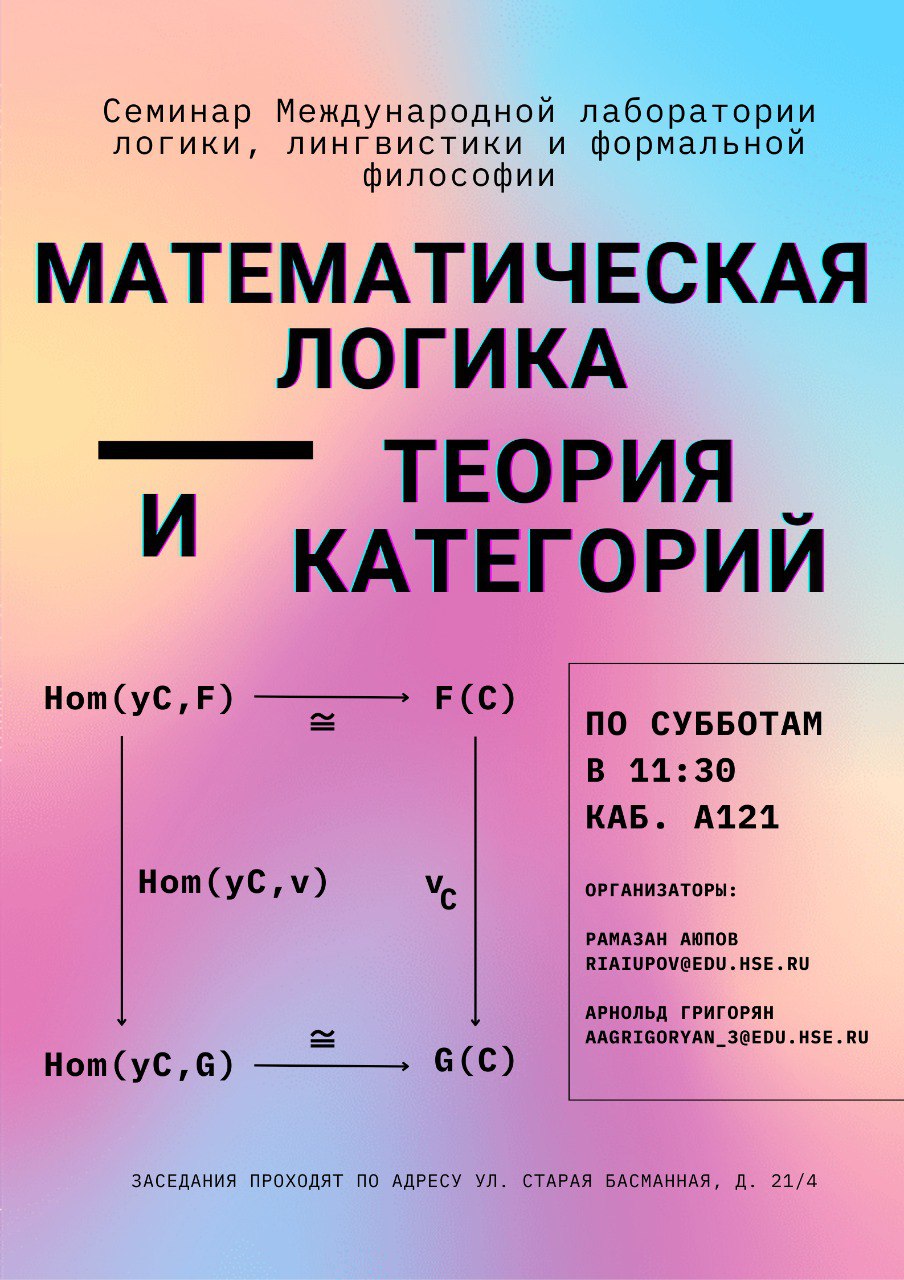 Семинар Международной лаборатории
логики, лингвистики и формальной
философии
МАТЕМАТИЧЕСКАЯ
ЛОГИКА
И
ТЕОРИЯ
КАТЕГОРИЙ
Hom(yC,F)
≅
F(C)
Hom(yC,v)
vC
Hom(yC,G)
≅
G(C)
ПО СУББОТАМ
В 11:30
КАБ. А121
ОРГАНИЗАТОРЫ:
РАМАЗАН АЮПОВ
RIAIUPOV@EDU.HSE.RU
АРНОЛЬД ГРИГОРЯН
AAGRIGORYAN_3@EDU.HSE.RU
ЗАСЕДАНИЯ ПРОХОДЯТ ПО АДРЕСУ УЛ. СТАРАЯ БАСМАННАЯ, Д. 21/4